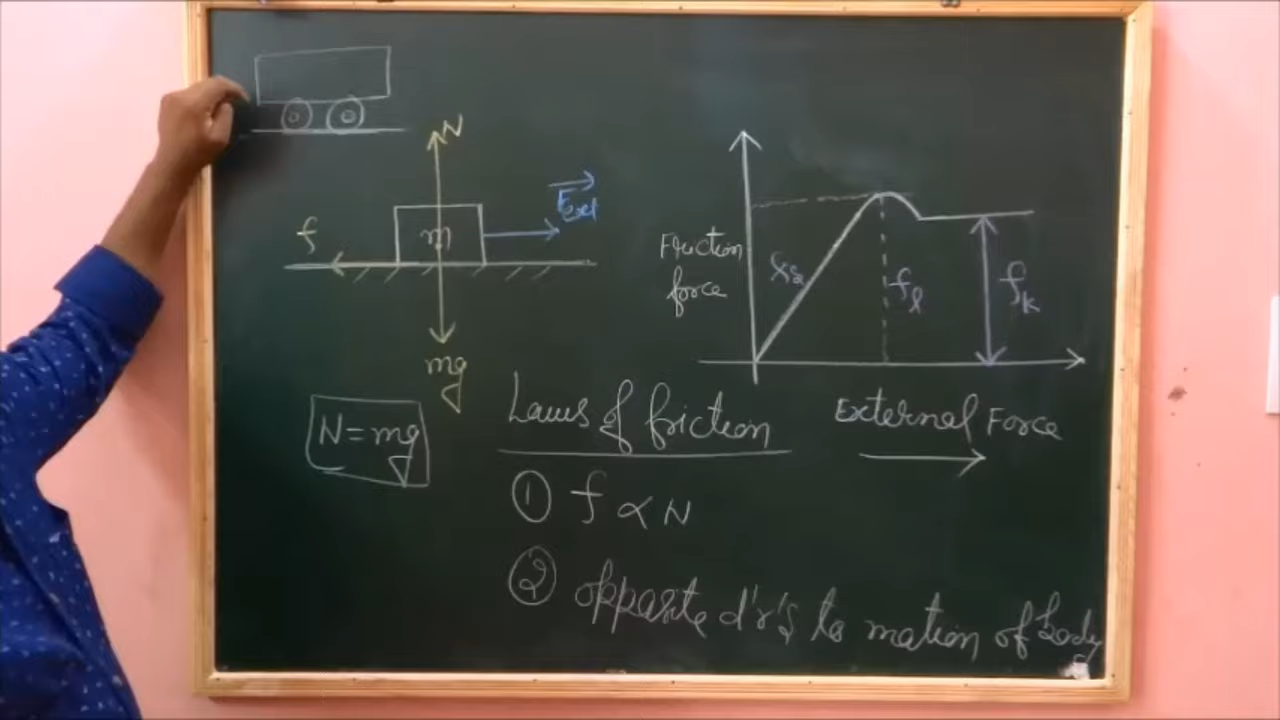 N
F⃗ext
f
m
mg
N = mg
Friction
force
fs
fl
fk
External Force
Laws of friction
① f ∝ N
② opposite d'r's to motion of body